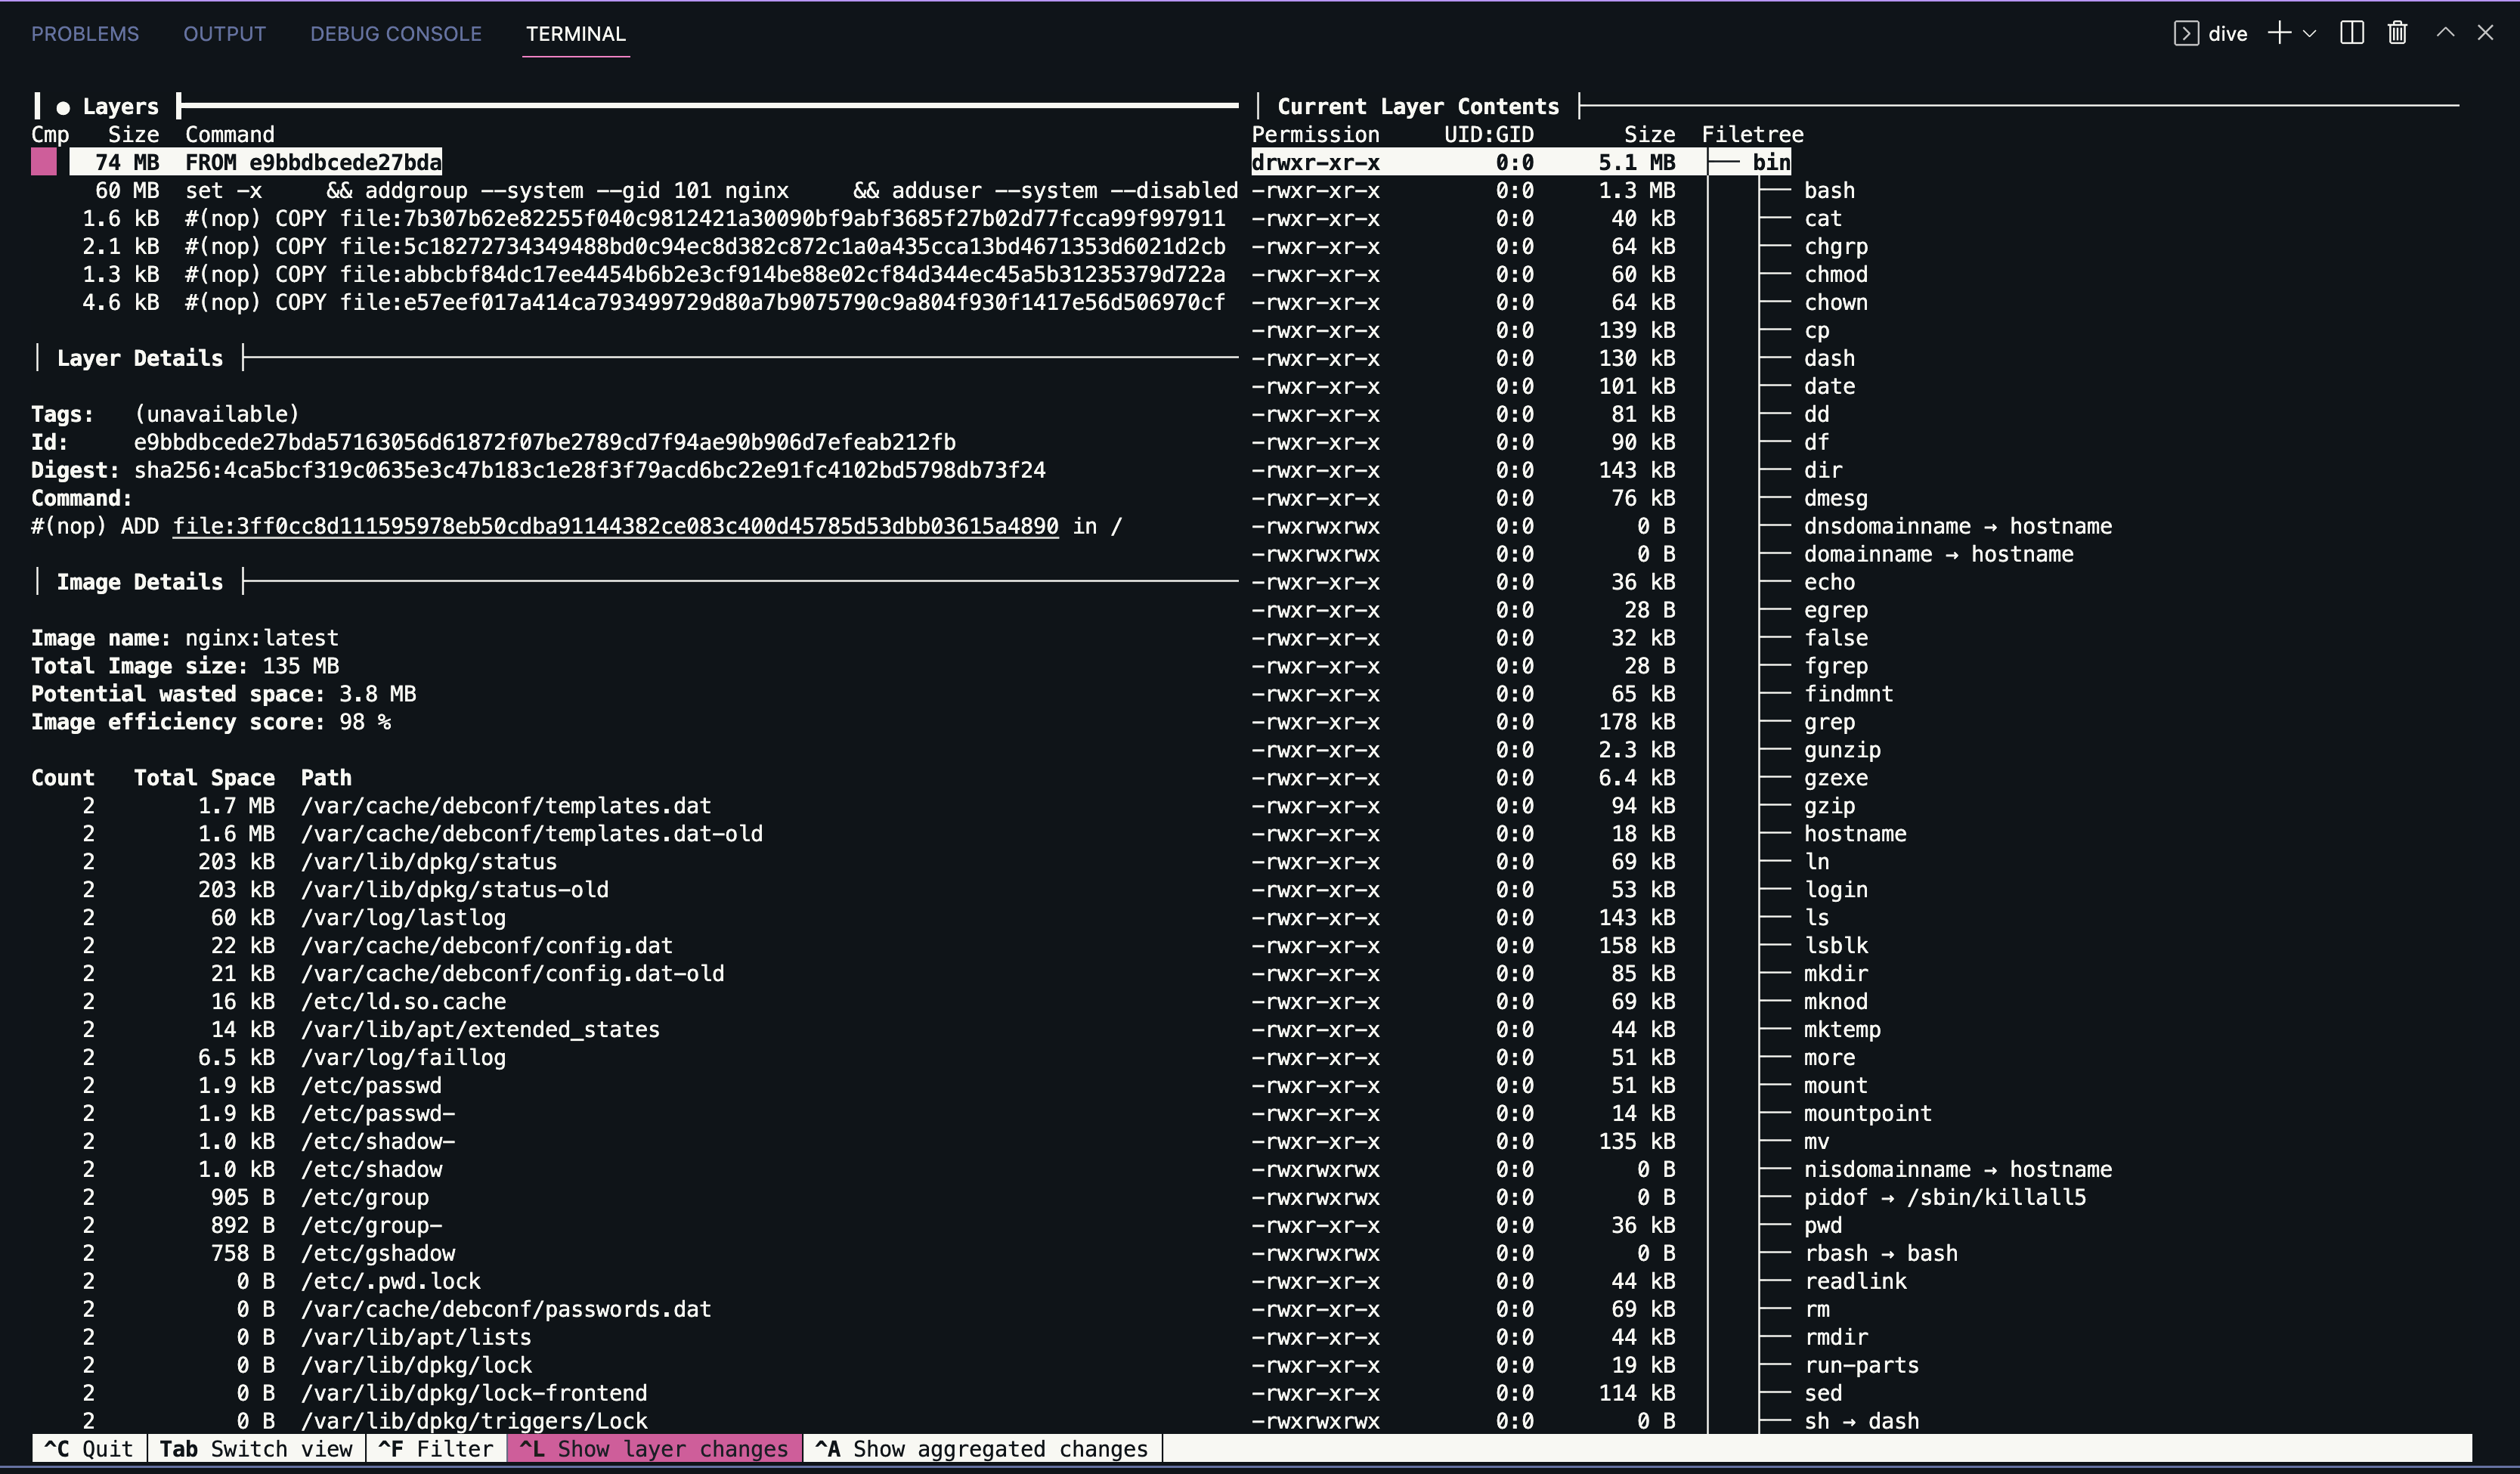 PROBLEMS OUTPUT DEBUG CONSOLE TERMINAL dive
● Layers
Cmp Size Command
74 MB FROM e9bbdbcede27bda
60 MB set -x && addgroup --system --gid 101 nginx && adduser --system --disabled
1.6 kB #(nop) COPY file:7b307b62e82255f040c9812421a30090bf9abf3685f27b02d77fcca99f997911
2.1 kB #(nop) COPY file:5c18272734349488bd0c94ec8d382c872c1a0a435cca13bd4671353d6021d2cb
1.3 kB #(nop) COPY file:abbcbf84dc17ee4454b6b2e3cf914be88e02cf84d344ec45a5b31235379d722a
4.6 kB #(nop) COPY file:e57eef017a414ca793499729d80a7b9075790c9a804f930f1417e56d506970cf
Layer Details
Tags: (unavailable)
Id: e9bbdbcede27bda57163056d61872f07be2789cd7f94ae90b906d7efeab212fb
Digest: sha256:4ca5bcf319c0635e3c47b183c1e28f3f79acd6bc22e91fc4102bd5798db73f24
Command:
#(nop) ADD file:3ff0cc8d111595978eb50cdba91144382ce083c400d45785d53dbb03615a4890 in /
Image Details
Image name: nginx:latest
Total Image size: 135 MB
Potential wasted space: 3.8 MB
Image efficiency score: 98 %
Count Total Space Path
2 1.7 MB /var/cache/debconf/templates.dat
2 1.6 MB /var/cache/debconf/templates.dat-old
2 203 kB /var/lib/dpkg/status
2 203 kB /var/lib/dpkg/status-old
2 60 kB /var/log/lastlog
2 22 kB /var/cache/debconf/config.dat
2 21 kB /var/cache/debconf/config.dat-old
2 16 kB /etc/ld.so.cache
2 14 kB /var/lib/apt/extended_states
2 6.5 kB /var/log/faillog
2 1.9 kB /etc/passwd
2 1.9 kB /etc/passwd-
2 1.0 kB /etc/shadow-
2 1.0 kB /etc/shadow
2 905 B /etc/group
2 892 B /etc/group-
2 758 B /etc/gshadow
2 0 B /etc/.pwd.lock
2 0 B /var/cache/debconf/passwords.dat
2 0 B /var/lib/apt/lists
2 0 B /var/lib/dpkg/lock
2 0 B /var/lib/dpkg/lock-frontend
2 0 B /var/lib/dpkg/triggers/Lock
Current Layer Contents
Permission UID:GID Size Filetree
drwxr-xr-x 0:0 5.1 MB ├── bin
-rwxr-xr-x 0:0 1.3 MB │ ├── bash
-rwxr-xr-x 0:0 40 kB │ ├── cat
-rwxr-xr-x 0:0 64 kB │ ├── chgrp
-rwxr-xr-x 0:0 60 kB │ ├── chmod
-rwxr-xr-x 0:0 64 kB │ ├── chown
-rwxr-xr-x 0:0 139 kB │ ├── cp
-rwxr-xr-x 0:0 130 kB │ ├── dash
-rwxr-xr-x 0:0 101 kB │ ├── date
-rwxr-xr-x 0:0 81 kB │ ├── dd
-rwxr-xr-x 0:0 90 kB │ ├── df
-rwxr-xr-x 0:0 143 kB │ ├── dir
-rwxr-xr-x 0:0 76 kB │ ├── dmesg
-rwxrwxrwx 0:0 0 B │ ├── dnsdomainname → hostname
-rwxrwxrwx 0:0 0 B │ ├── domainname → hostname
-rwxr-xr-x 0:0 36 kB │ ├── echo
-rwxr-xr-x 0:0 28 B │ ├── egrep
-rwxr-xr-x 0:0 32 kB │ ├── false
-rwxr-xr-x 0:0 28 B │ ├── fgrep
-rwxr-xr-x 0:0 65 kB │ ├── findmnt
-rwxr-xr-x 0:0 178 kB │ ├── grep
-rwxr-xr-x 0:0 2.3 kB │ ├── gunzip
-rwxr-xr-x 0:0 6.4 kB │ ├── gzexe
-rwxr-xr-x 0:0 94 kB │ ├── gzip
-rwxr-xr-x 0:0 18 kB │ ├── hostname
-rwxr-xr-x 0:0 69 kB │ ├── ln
-rwxr-xr-x 0:0 53 kB │ ├── login
-rwxr-xr-x 0:0 143 kB │ ├── ls
-rwxr-xr-x 0:0 158 kB │ ├── lsblk
-rwxr-xr-x 0:0 85 kB │ ├── mkdir
-rwxr-xr-x 0:0 69 kB │ ├── mknod
-rwxr-xr-x 0:0 44 kB │ ├── mktemp
-rwxr-xr-x 0:0 51 kB │ ├── more
-rwxr-xr-x 0:0 51 kB │ ├── mount
-rwxr-xr-x 0:0 14 kB │ ├── mountpoint
-rwxr-xr-x 0:0 135 kB │ ├── mv
-rwxrwxrwx 0:0 0 B │ ├── nisdomainname → hostname
-rwxrwxrwx 0:0 0 B │ ├── pidof → /sbin/killall5
-rwxr-xr-x 0:0 36 kB │ ├── pwd
-rwxrwxrwx 0:0 0 B │ ├── rbash → bash
-rwxr-xr-x 0:0 44 kB │ ├── readlink
-rwxr-xr-x 0:0 69 kB │ ├── rm
-rwxr-xr-x 0:0 44 kB │ ├── rmdir
-rwxr-xr-x 0:0 19 kB │ ├── run-parts
-rwxr-xr-x 0:0 114 kB │ ├── sed
-rwxrwxrwx 0:0 0 B │ ├── sh → dash
^C Quit Tab Switch view ^F Filter ^L Show layer changes ^A Show aggregated changes